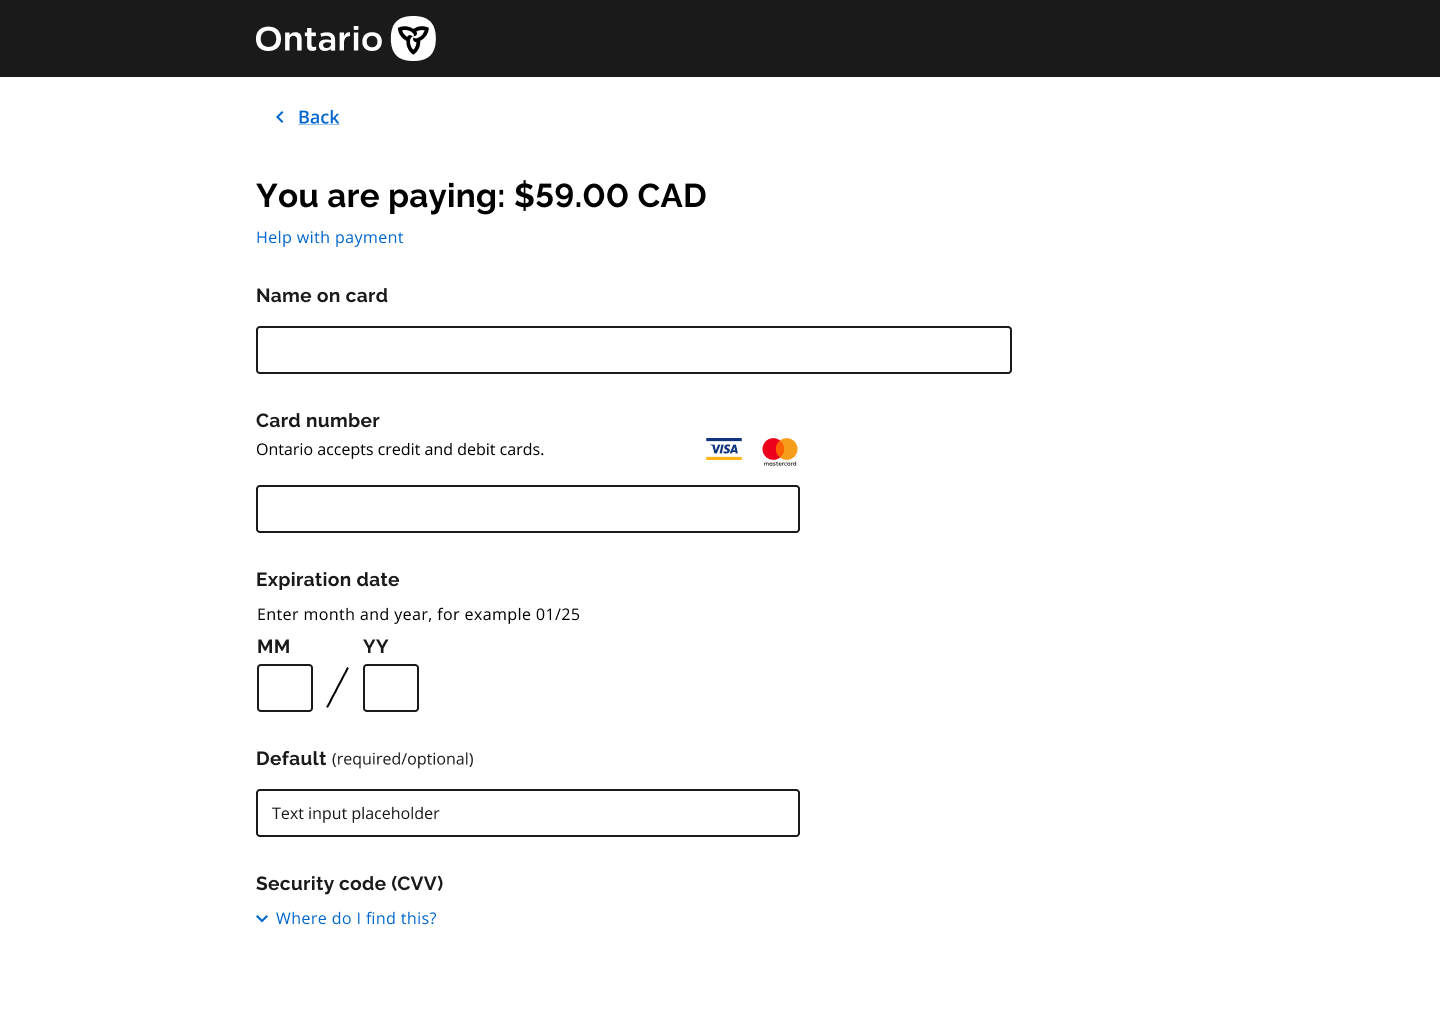 Ontario
Back
You are paying: $59.00 CAD
Help with payment
Name on card
Card number
Ontario accepts credit and debit cards.
VISA
mastercard
Expiration date
Enter month and year, for example 01/25
MM
YY
/
Default (required/optional)
Text input placeholder
Security code (CVV)
Where do I find this?